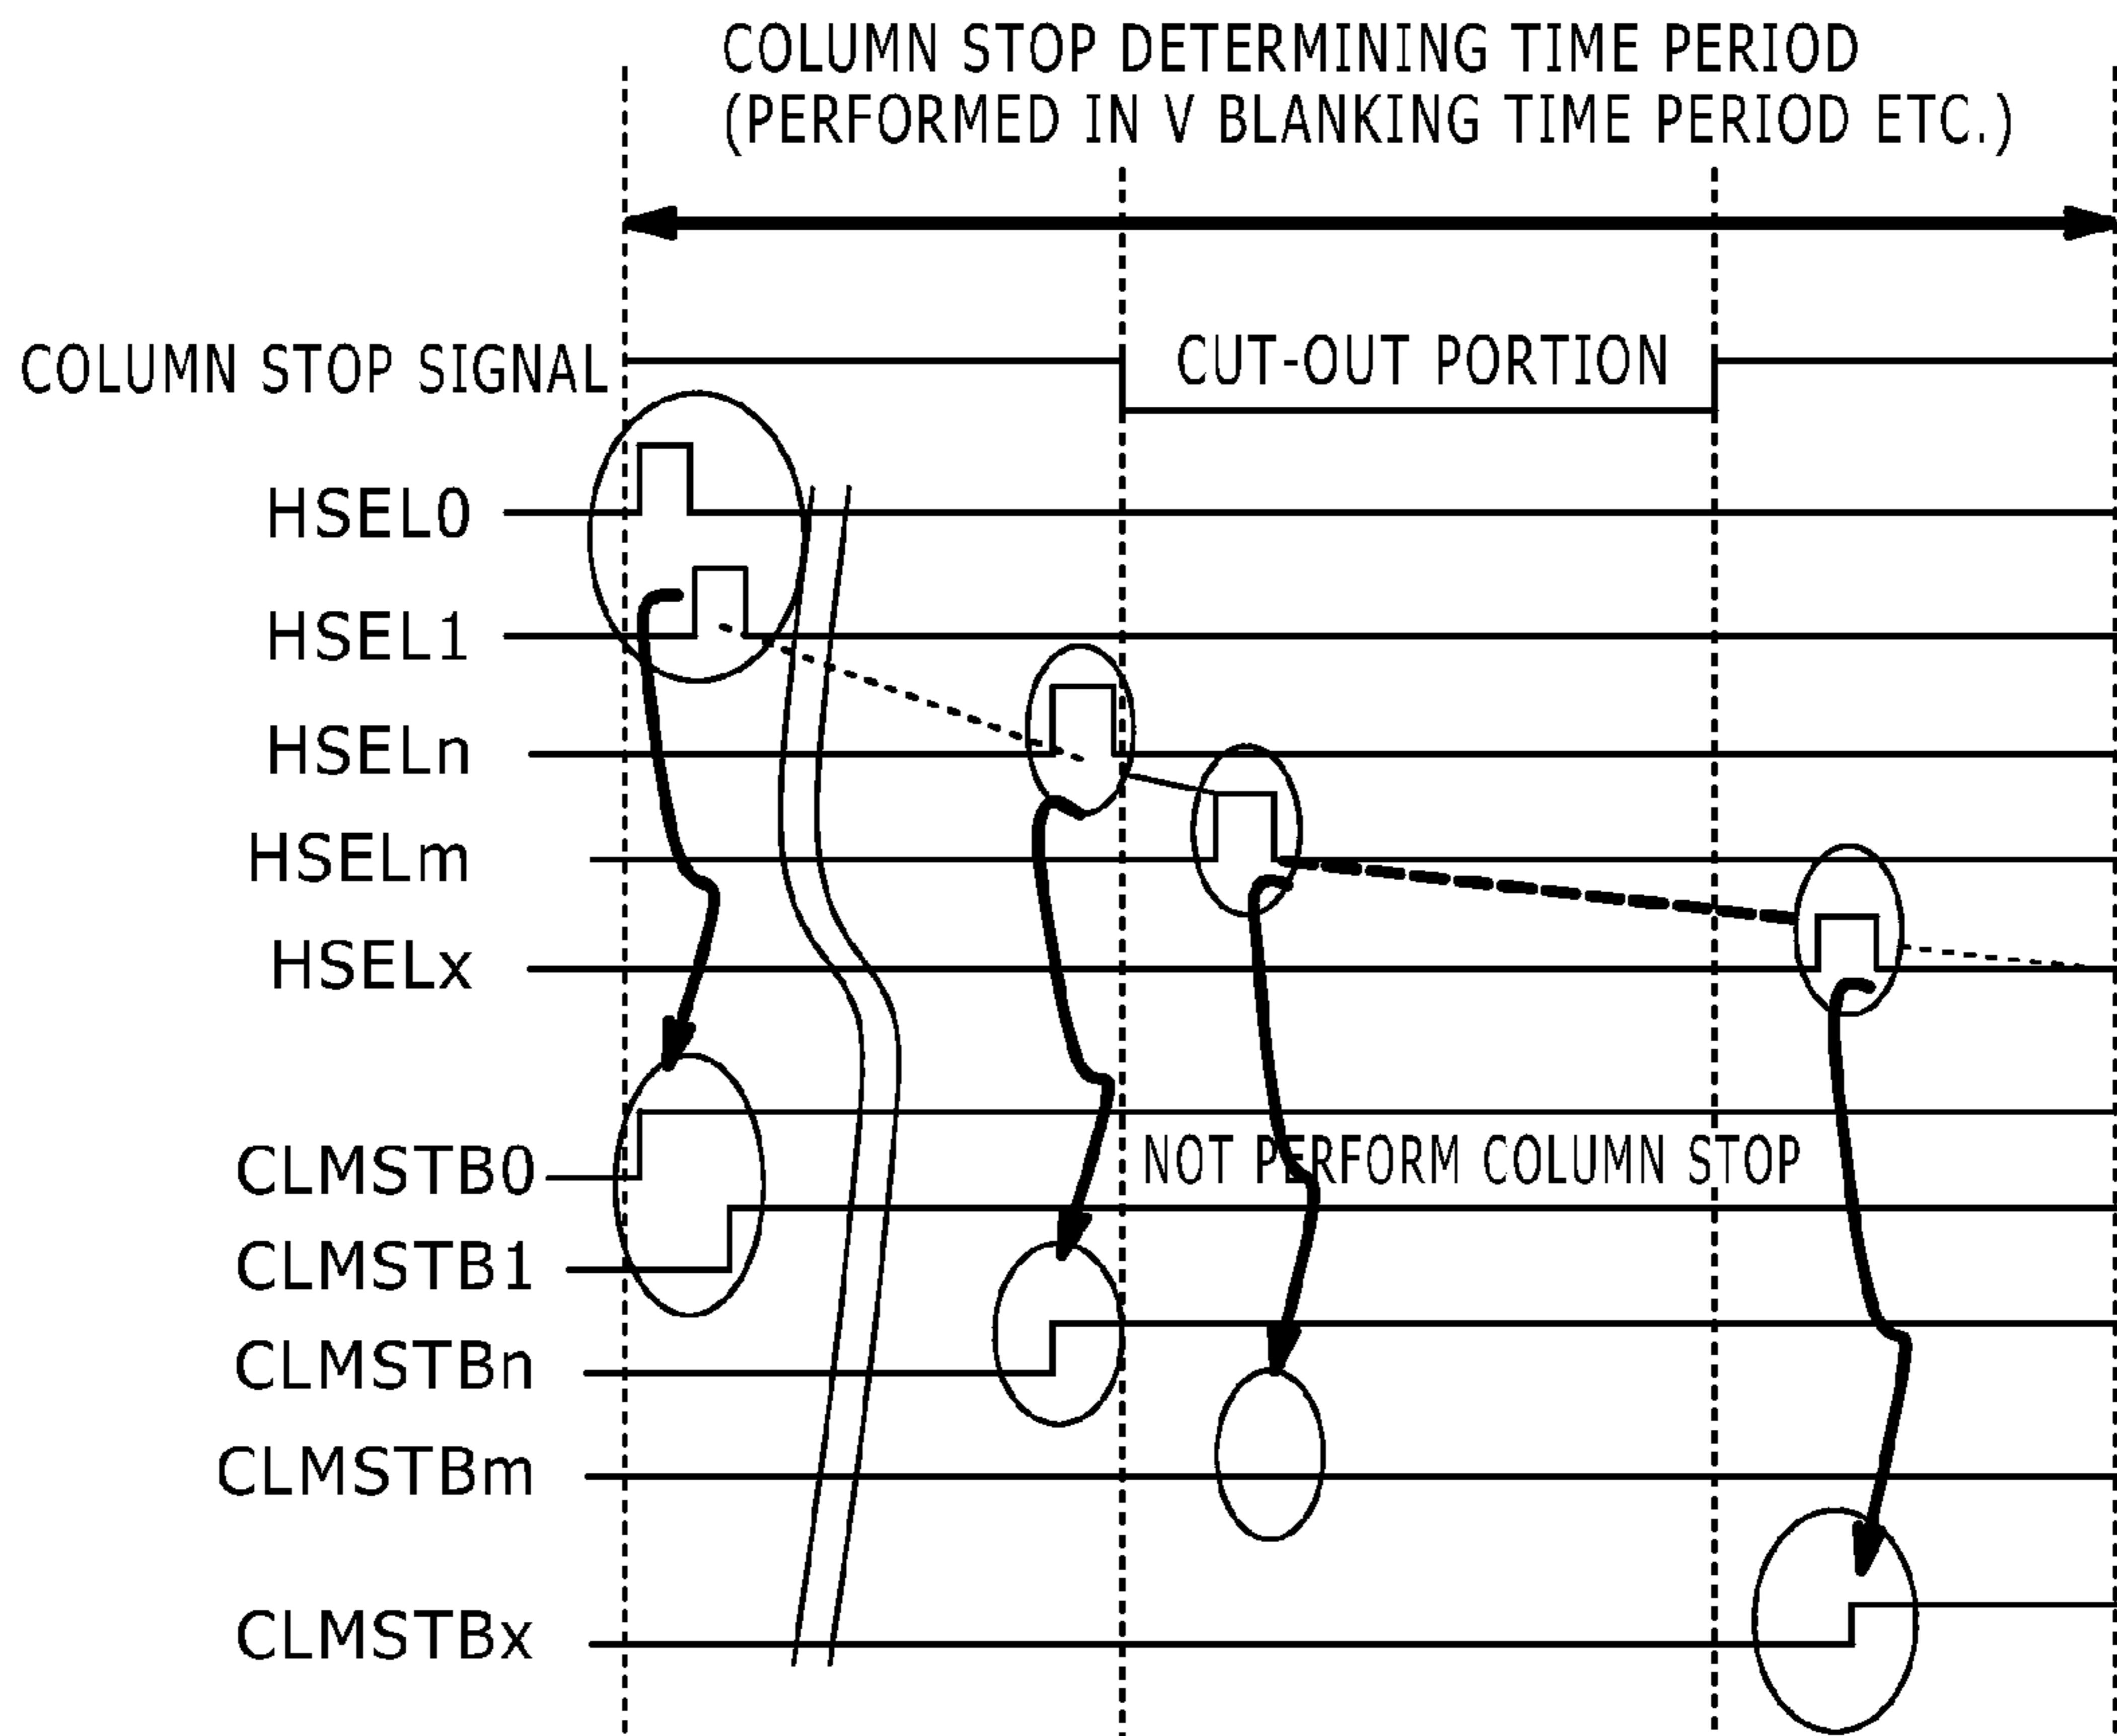 COLUMN STOP DETERMINING TIME PERIOD
(PERFORMED IN V BLANKING TIME PERIOD ETC.)
COLUMN STOP SIGNAL
CUT-OUT PORTION
HSEL0
HSEL1
HSELn
HSELm
HSELx
CLMSTB0
NOT PERFORM COLUMN STOP
CLMSTB1
CLMSTBn
CLMSTBm
CLMSTBx